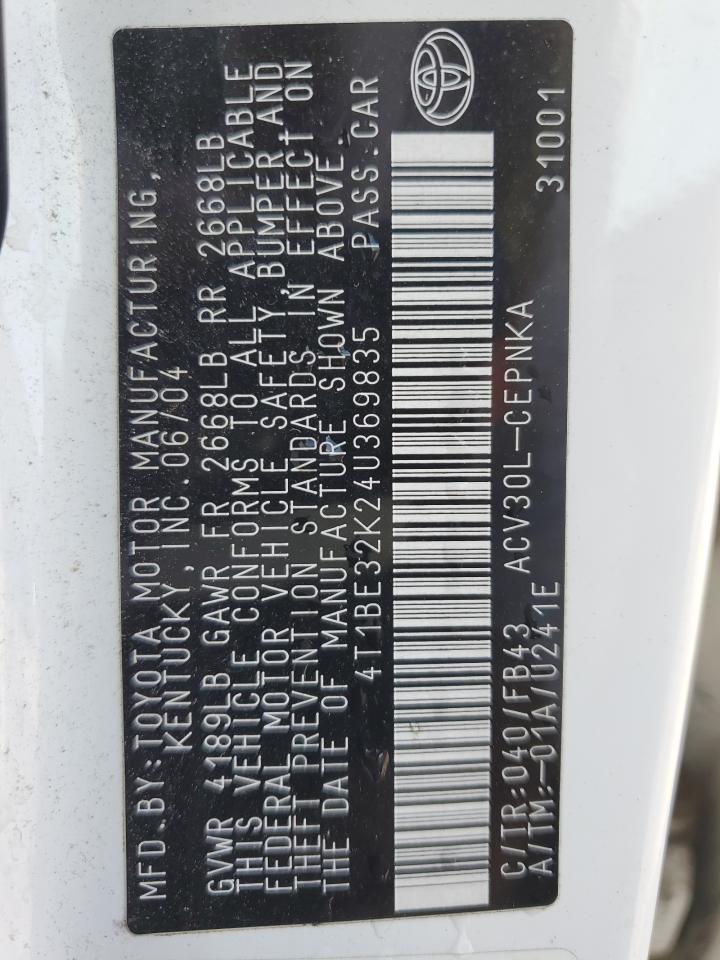 MFD.BY:TOYOTA MOTOR MANUFACTURING,
KENTUCKY,INC.06/04
GVWR 4189LB GAWR FR 2668LB RR 2668LB
THIS VEHICLE CONFORMS TO ALL APPLICABLE
FEDERAL MOTOR VEHICLE SAFETY,BUMPER AND
THEFT PREVENTION STANDARDS IN EFFECT ON
THE DATE OF MANUFACTURE SHOWN ABOVE.
4T1BE32K24U369835 PASS.CAR
C/TR:040/FB43 ACV30L-CEPNKA 31001
A/TM:-01A/U241E